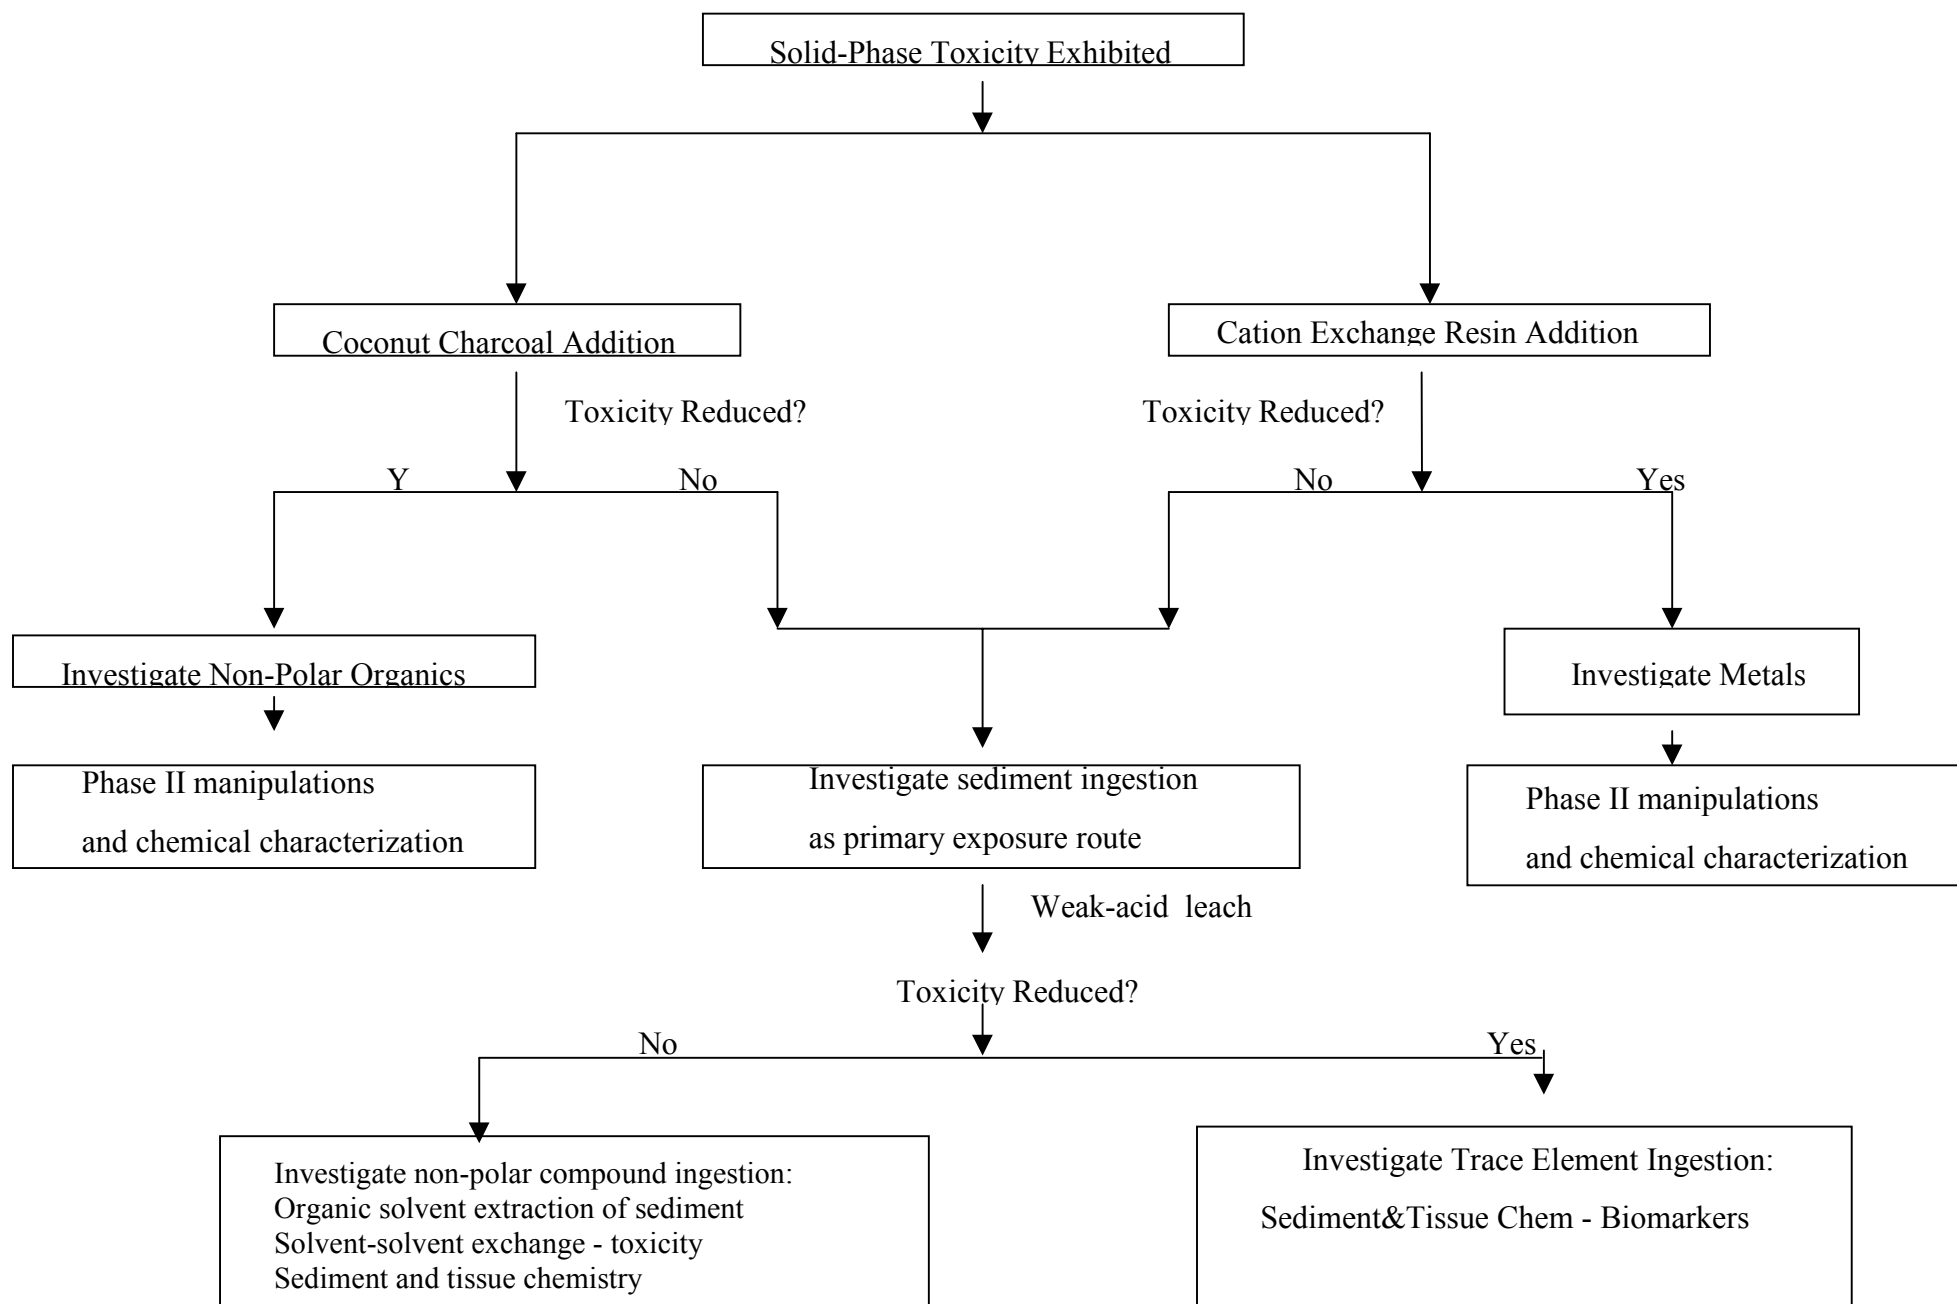 Solid-Phase Toxicity Exhibited
Coconut Charcoal Addition
Cation Exchange Resin Addition
Toxicity Reduced?
Toxicity Reduced?
Y
No
No
Yes
Investigate Non-Polar Organics
Investigate Metals
Phase II manipulations
and chemical characterization
Investigate sediment ingestion
as primary exposure route
Phase II manipulations
and chemical characterization
Weak-acid leach
Toxicity Reduced?
No
Yes
Investigate non-polar compound ingestion:
Organic solvent extraction of sediment
Solvent-solvent exchange - toxicity
Sediment and tissue chemistry
Investigate Trace Element Ingestion:
Sediment&Tissue Chem - Biomarkers